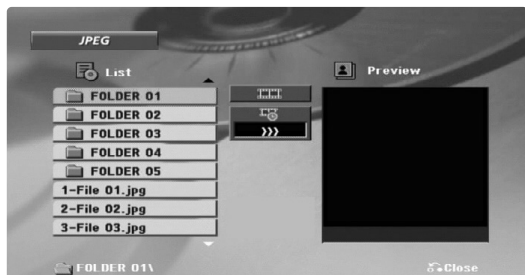 JPEG
List
Preview
FOLDER 01
FOLDER 02
FOLDER 03
FOLDER 04
FOLDER 05
1-File 01.jpg
2-File 02.jpg
3-File 03.jpg
FOLDER 01\
Close